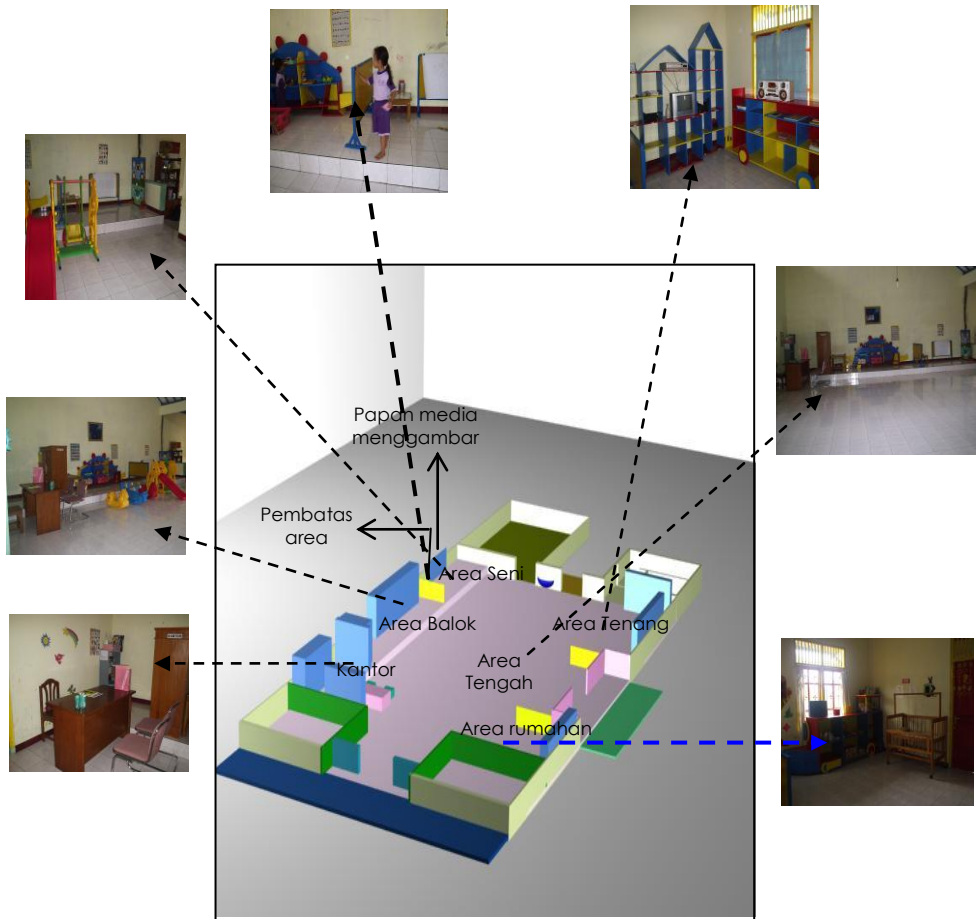 Papan media
menggambar
Pembatas
area
Area Seni
Area Balok
Area Tenang
Kantor
Area
Tengah
Area rumahan